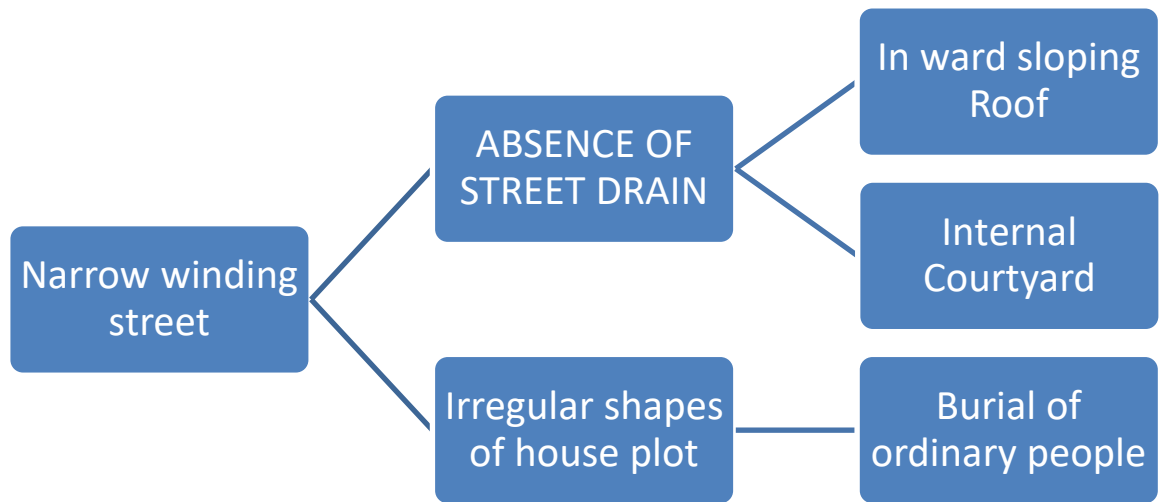 Narrow winding
street
ABSENCE OF
STREET DRAIN
Irregular shapes
of house plot
In ward sloping
Roof
Internal
Courtyard
Burial of
ordinary people